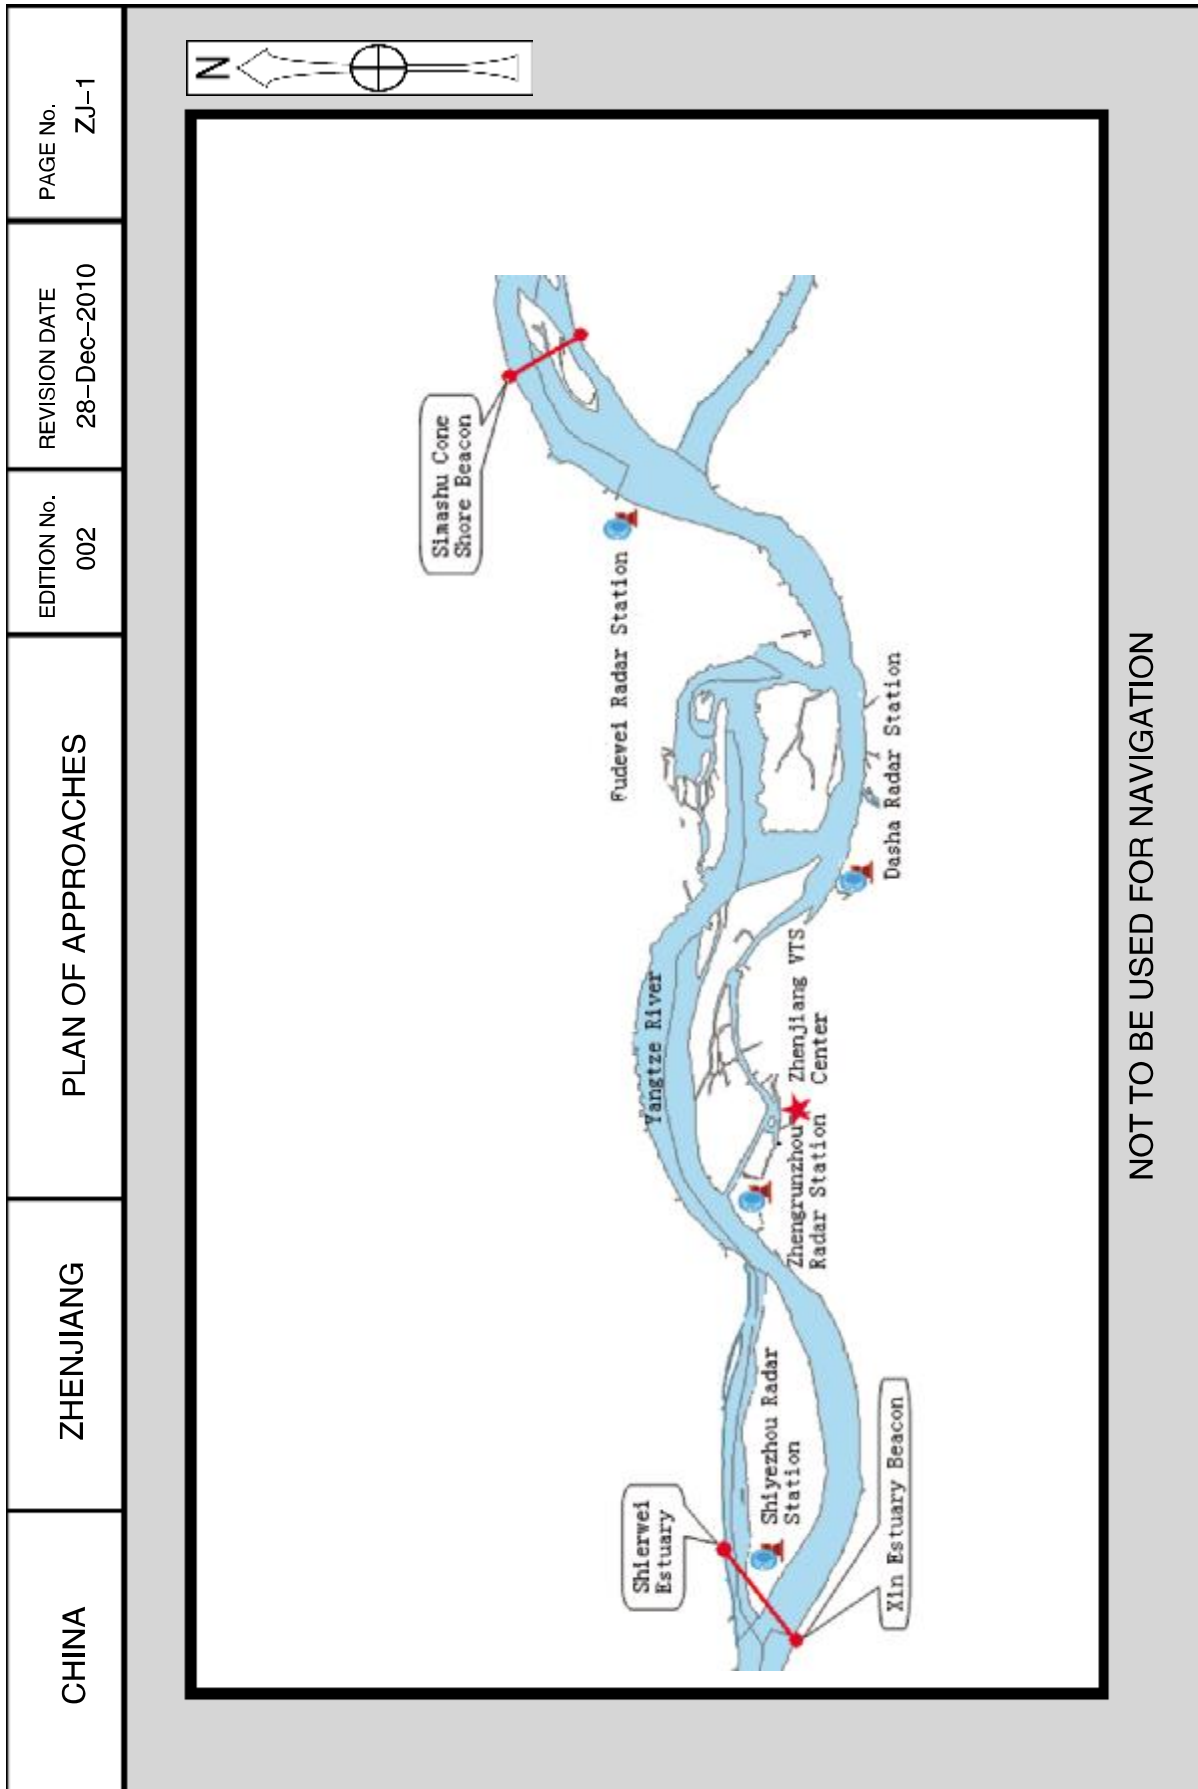 CHINA
ZHENJIANG
PLAN OF APPROACHES
EDITION No.
002
REVISION DATE
28–Dec–2010
PAGE No.
ZJ–1
N
Simashu Cone
Shore Beacon
Fudewei Radar Station
Yangtze River
Shierwei
Estuary
Shiyezhou Radar
Station
Zhengrunzhou
Radar Station
Zhenjiang VTS
Center
Dasha Radar Station
Xin Estuary Beacon
NOT TO BE USED FOR NAVIGATION